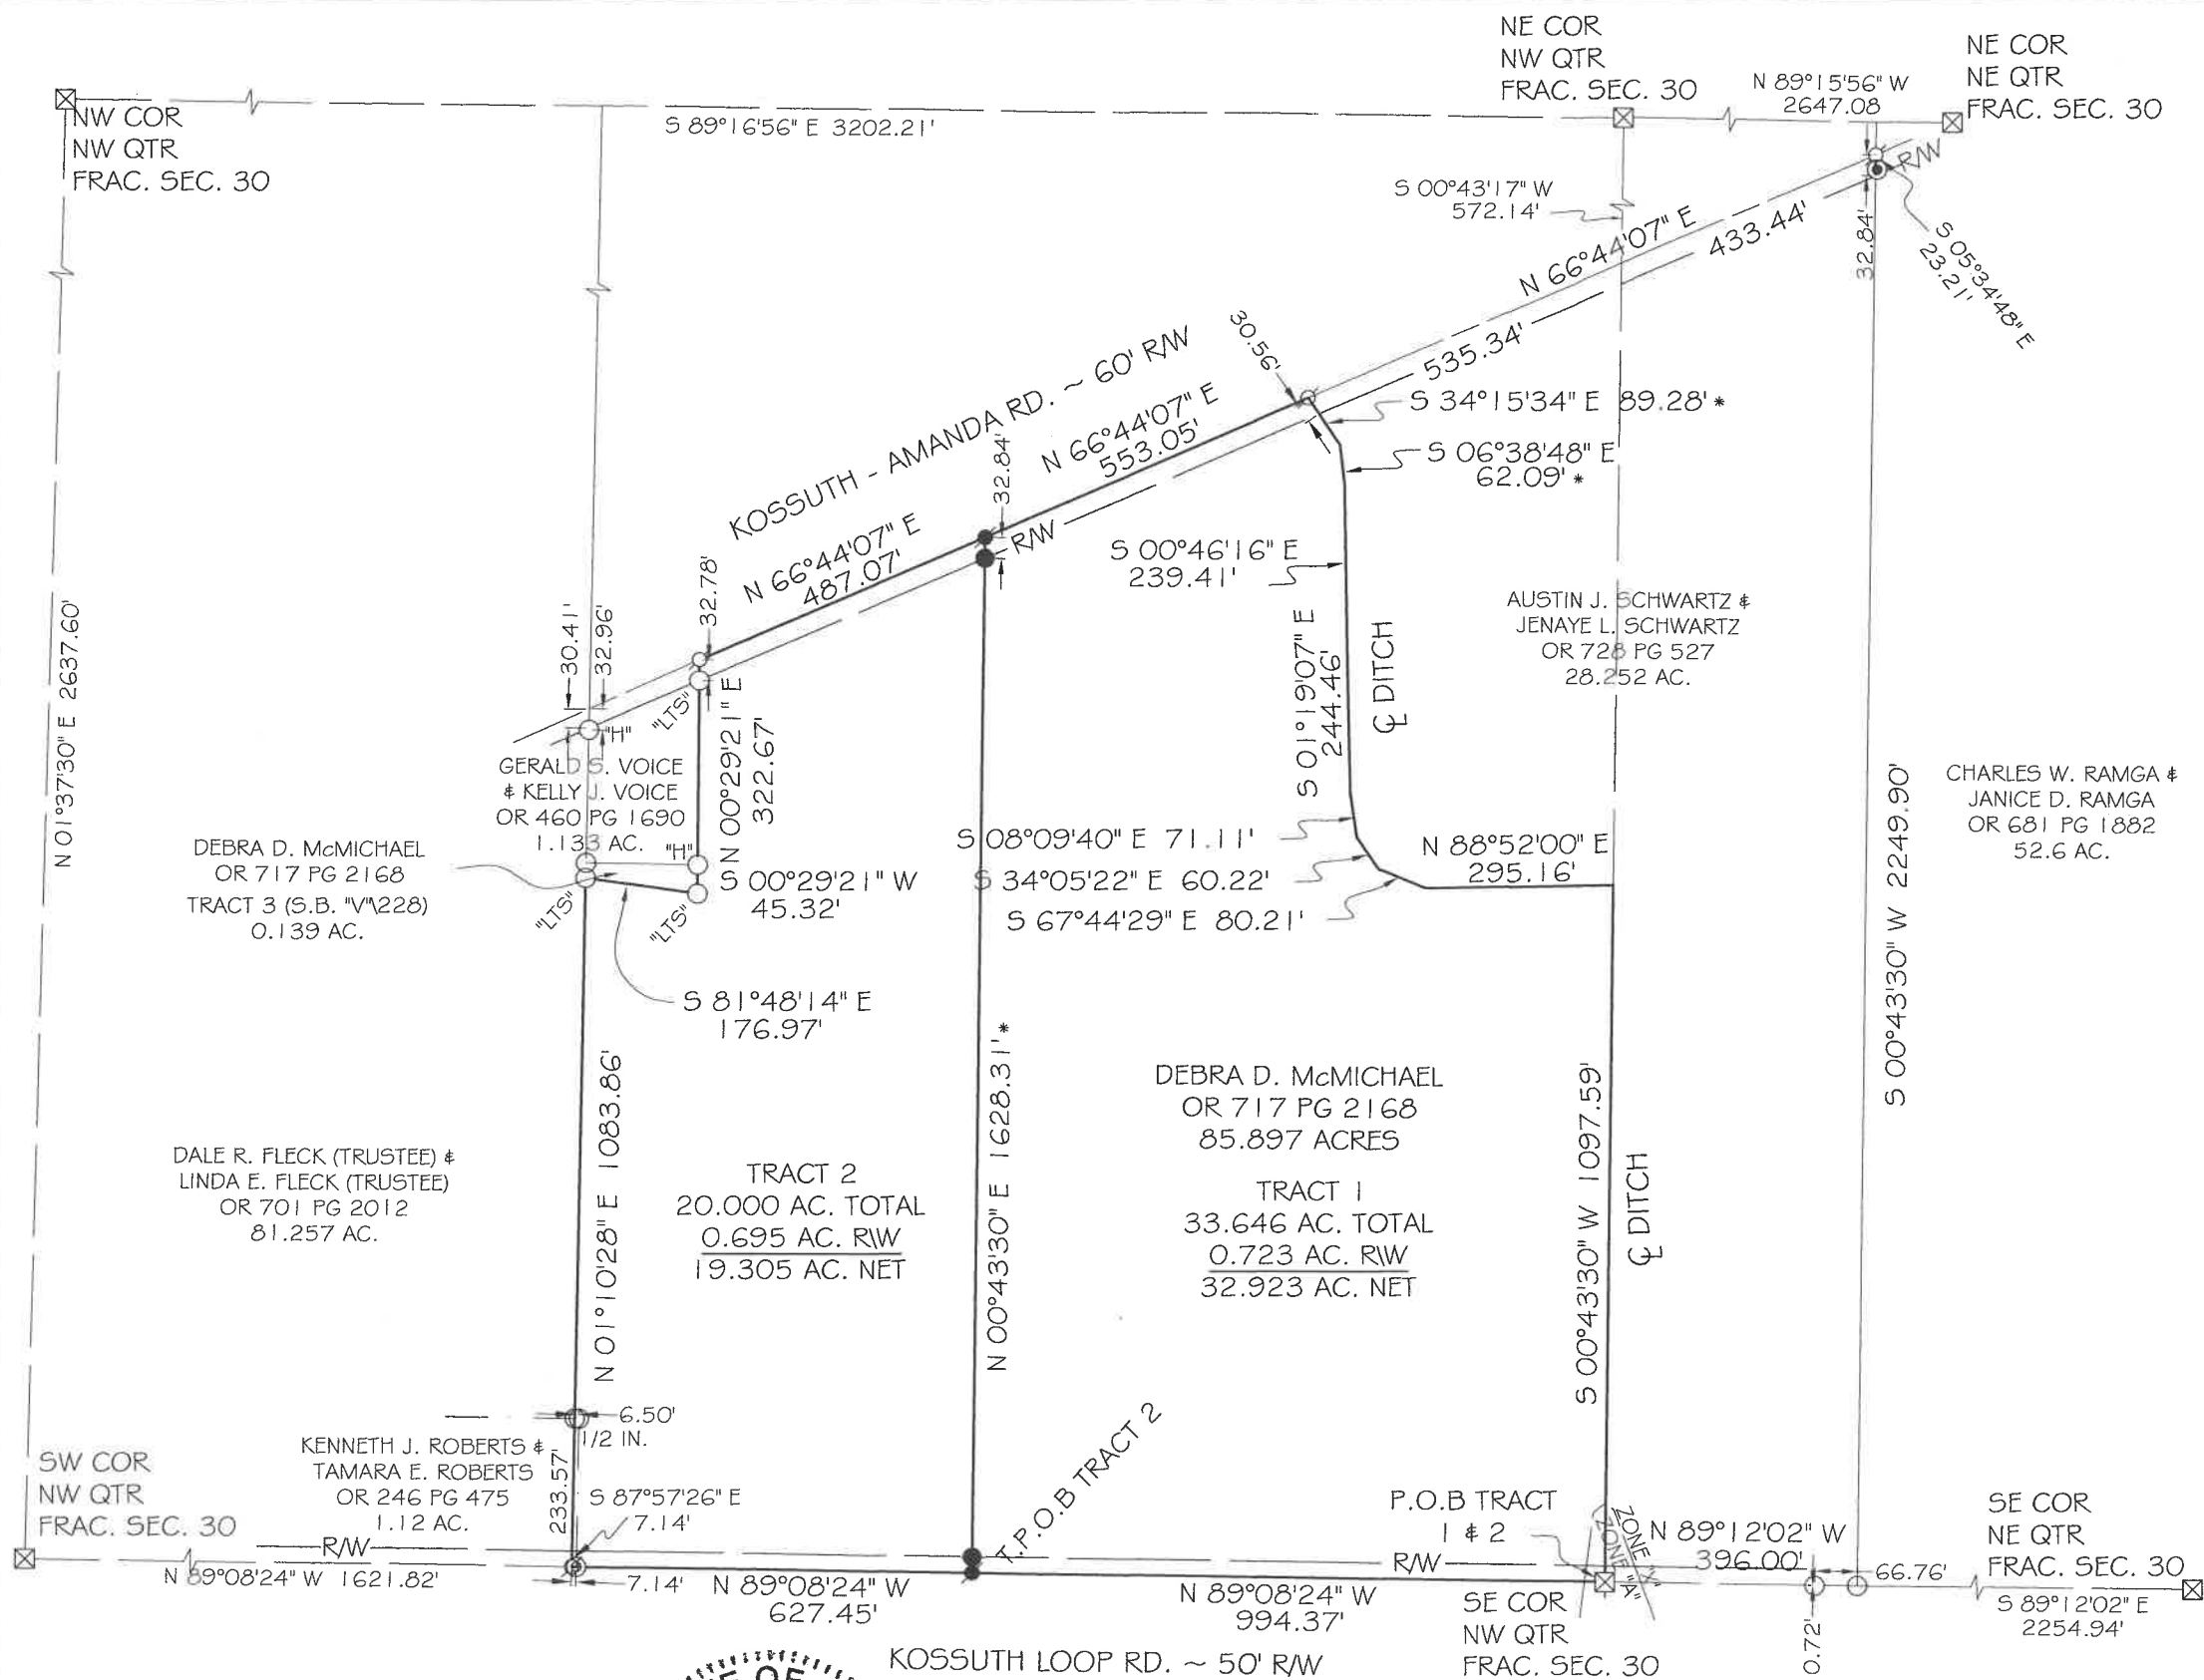 NE COR
NW QTR
FRAC. SEC. 30
NE COR
NE QTR
FRAC. SEC. 30
N 89°15'56" W
2647.08
NW COR
NW QTR
FRAC. SEC. 30
S 89°16'56" E 3202.21'
S 00°43'17" W
572.14'
R/W
N 66°44'07" E
433.44'
32.84'
S 05°34'48" E
23.21'
30.56'
535.34'
KOSSUTH - AMANDA RD. ~ 60' R/W
S 34°15'34" E 89.28' *
S 06°38'48" E
62.09' *
N 66°44'07" E
553.05'
32.84'
R/W
N 66°44'07" E
487.07'
S 00°46'16" E
239.41'
32.78'
30.41'
32.96'
N 01°37'30" E 2637.60'
AUSTIN J. SCHWARTZ &
JENAYE L. SCHWARTZ
OR 728 PG 527
28.252 AC.
S 01°19'07" E
244.46'
℄ DITCH
"LTS"
"H"
N 00°29'21" E
322.67'
GERALD S. VOICE
& KELLY J. VOICE
OR 460 PG 1690
1.133 AC.
"H"
CHARLES W. RAMGA &
JANICE D. RAMGA
OR 681 PG 1882
52.6 AC.
S 00°43'30" W 2249.90'
DEBRA D. McMICHAEL
OR 717 PG 2168
TRACT 3 (S.B. "V"\228)
0.139 AC.
S 08°09'40" E 71.11'
N 88°52'00" E
295.16'
S 00°29'21" W
45.32'
S 34°05'22" E 60.22'
S 67°44'29" E 80.21'
"LTS"
"LTS"
S 81°48'14" E
176.97'
N 01°10'28" E 1083.86'
N 00°43'30" E 1628.31' *
DEBRA D. McMICHAEL
OR 717 PG 2168
85.897 ACRES
TRACT 1
33.646 AC. TOTAL
0.723 AC. R\W
32.923 AC. NET
S 00°43'30" W 1097.59'
℄ DITCH
DALE R. FLECK (TRUSTEE) &
LINDA E. FLECK (TRUSTEE)
OR 701 PG 2012
81.257 AC.
TRACT 2
20.000 AC. TOTAL
0.695 AC. R\W
19.305 AC. NET
6.50'
1/2 IN.
KENNETH J. ROBERTS &
TAMARA E. ROBERTS
OR 246 PG 475
1.12 AC.
233.57'
S 87°57'26" E
7.14'
T.P.O.B TRACT 2
P.O.B TRACT
1 & 2
ZONE "X"
ZONE "A"
N 89°12'02" W
396.00'
SW COR
NW QTR
FRAC. SEC. 30
SE COR
NE QTR
FRAC. SEC. 30
R/W
R/W
N 89°08'24" W 1621.82'
7.14'
N 89°08'24" W
627.45'
N 89°08'24" W
994.37'
SE COR
NW QTR
FRAC. SEC. 30
66.76'
0.72'
S 89°12'02" E
2254.94'
KOSSUTH LOOP RD. ~ 50' R/W
OF